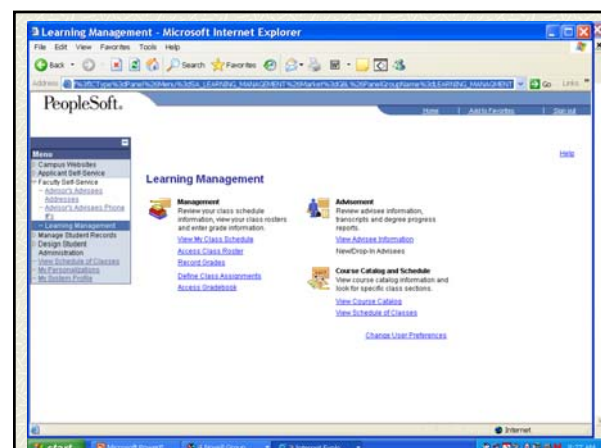 Learning Management - Microsoft Internet Explorer
File Edit View Favorites Tools Help
Back Search Favorites
Address Go Links
PeopleSoft.
Home Add to Favorites Sign out
Help
Menu
Campus Websites
Applicant Self-Service
Faculty Self-Service
Advisor's Advisees
Addresses
Advisor's Advisees Phone
#'s
Learning Management
Manage Student Records
Design Student
Administration
View Schedule of Classes
My Personalizations
My System Profile
Learning Management
Management
Review your class schedule
information, view your class rosters
and enter grade information.
View My Class Schedule
Access Class Roster
Record Grades
Define Class Assignments
Access Gradebook
Advisement
Review advisee information,
transcripts and degree progress
reports.
View Advisee Information
New/Drop-In Advisees
Course Catalog and Schedule
View course catalog information and
look for specific class sections.
View Course Catalog
View Schedule of Classes
Change User Preferences
Internet
start